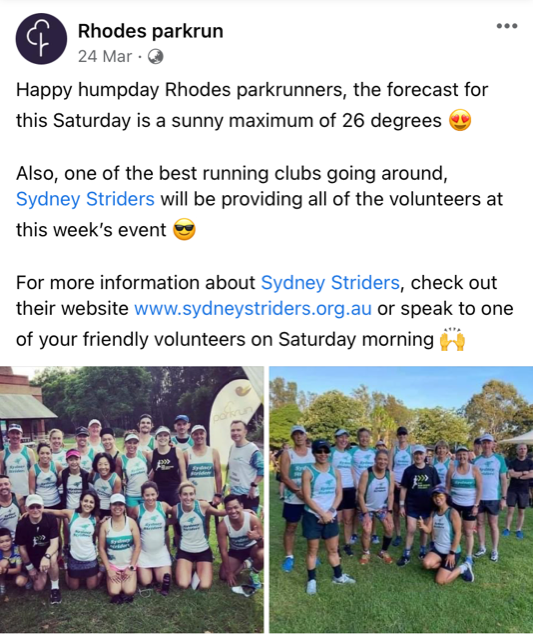 Rhodes parkrun
24 Mar ·
Happy humpday Rhodes parkrunners, the forecast for
this Saturday is a sunny maximum of 26 degrees 😍
Also, one of the best running clubs going around,
Sydney Striders will be providing all of the volunteers at
this week’s event 😎
For more information about Sydney Striders, check out
their website www.sydneystriders.org.au or speak to one
of your friendly volunteers on Saturday morning 🙌
parkrun